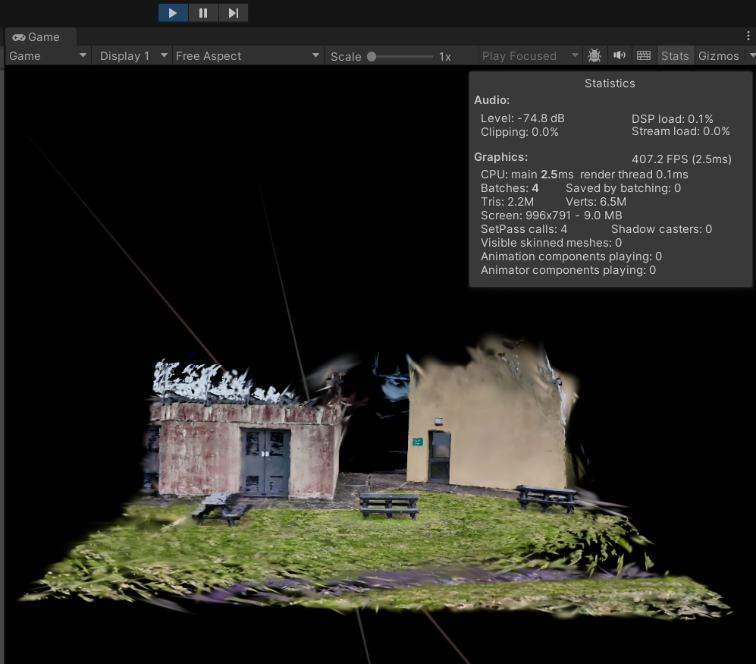 Game
Game Display 1 Free Aspect Scale 1x Play Focused Stats Gizmos
Statistics
Audio:
Level: -74.8 dB DSP load: 0.1%
Clipping: 0.0% Stream load: 0.0%
Graphics: 407.2 FPS (2.5ms)
CPU: main 2.5ms render thread 0.1ms
Batches: 4 Saved by batching: 0
Tris: 2.2M Verts: 6.5M
Screen: 996x791 - 9.0 MB
SetPass calls: 4 Shadow casters: 0
Visible skinned meshes: 0
Animation components playing: 0
Animator components playing: 0